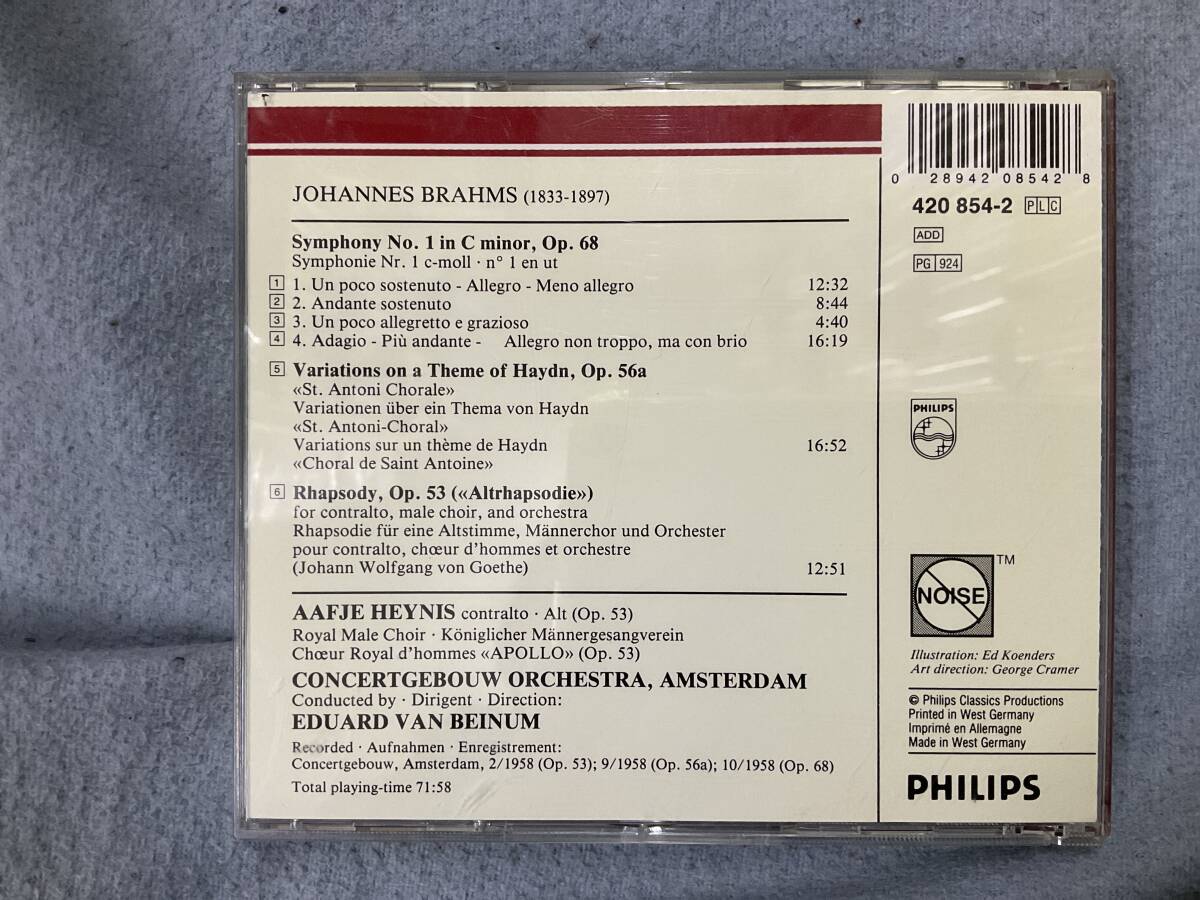 JOHANNES BRAHMS (1833-1897)
Symphony No. 1 in C minor, Op. 68
Symphonie Nr. 1 c-moll · n° 1 en ut
1 1. Un poco sostenuto - Allegro - Meno allegro 12:32
2 2. Andante sostenuto 8:44
3 3. Un poco allegretto e grazioso 4:40
4 4. Adagio - Più andante - Allegro non troppo, ma con brio 16:19
5 Variations on a Theme of Haydn, Op. 56a
«St. Antoni Chorale»
Variationen über ein Thema von Haydn
«St. Antoni-Choral»
Variations sur un thème de Haydn 16:52
«Choral de Saint Antoine»
6 Rhapsody, Op. 53 («Altrhapsodie»)
for contralto, male choir, and orchestra
Rhapsodie für eine Altstimme, Männerchor und Orchester
pour contralto, chœur d'hommes et orchestre
(Johann Wolfgang von Goethe) 12:51
AAFJE HEYNIS contralto · Alt (Op. 53)
Royal Male Choir · Königlicher Männergesangverein
Chœur Royal d'hommes «APOLLO» (Op. 53)
CONCERTGEBOUW ORCHESTRA, AMSTERDAM
Conducted by · Dirigent · Direction:
EDUARD VAN BEINUM
Recorded · Aufnahmen · Enregistrement:
Concertgebouw, Amsterdam, 2/1958 (Op. 53); 9/1958 (Op. 56a); 10/1958 (Op. 68)
Total playing-time 71:58
0 28942 08542 8
420 854-2 PLC
ADD
PG 924
PHILIPS
NOISE TM
Illustration: Ed Koenders
Art direction: George Cramer
© Philips Classics Productions
Printed in West Germany
Imprimé en Allemagne
Made in West Germany
PHILIPS